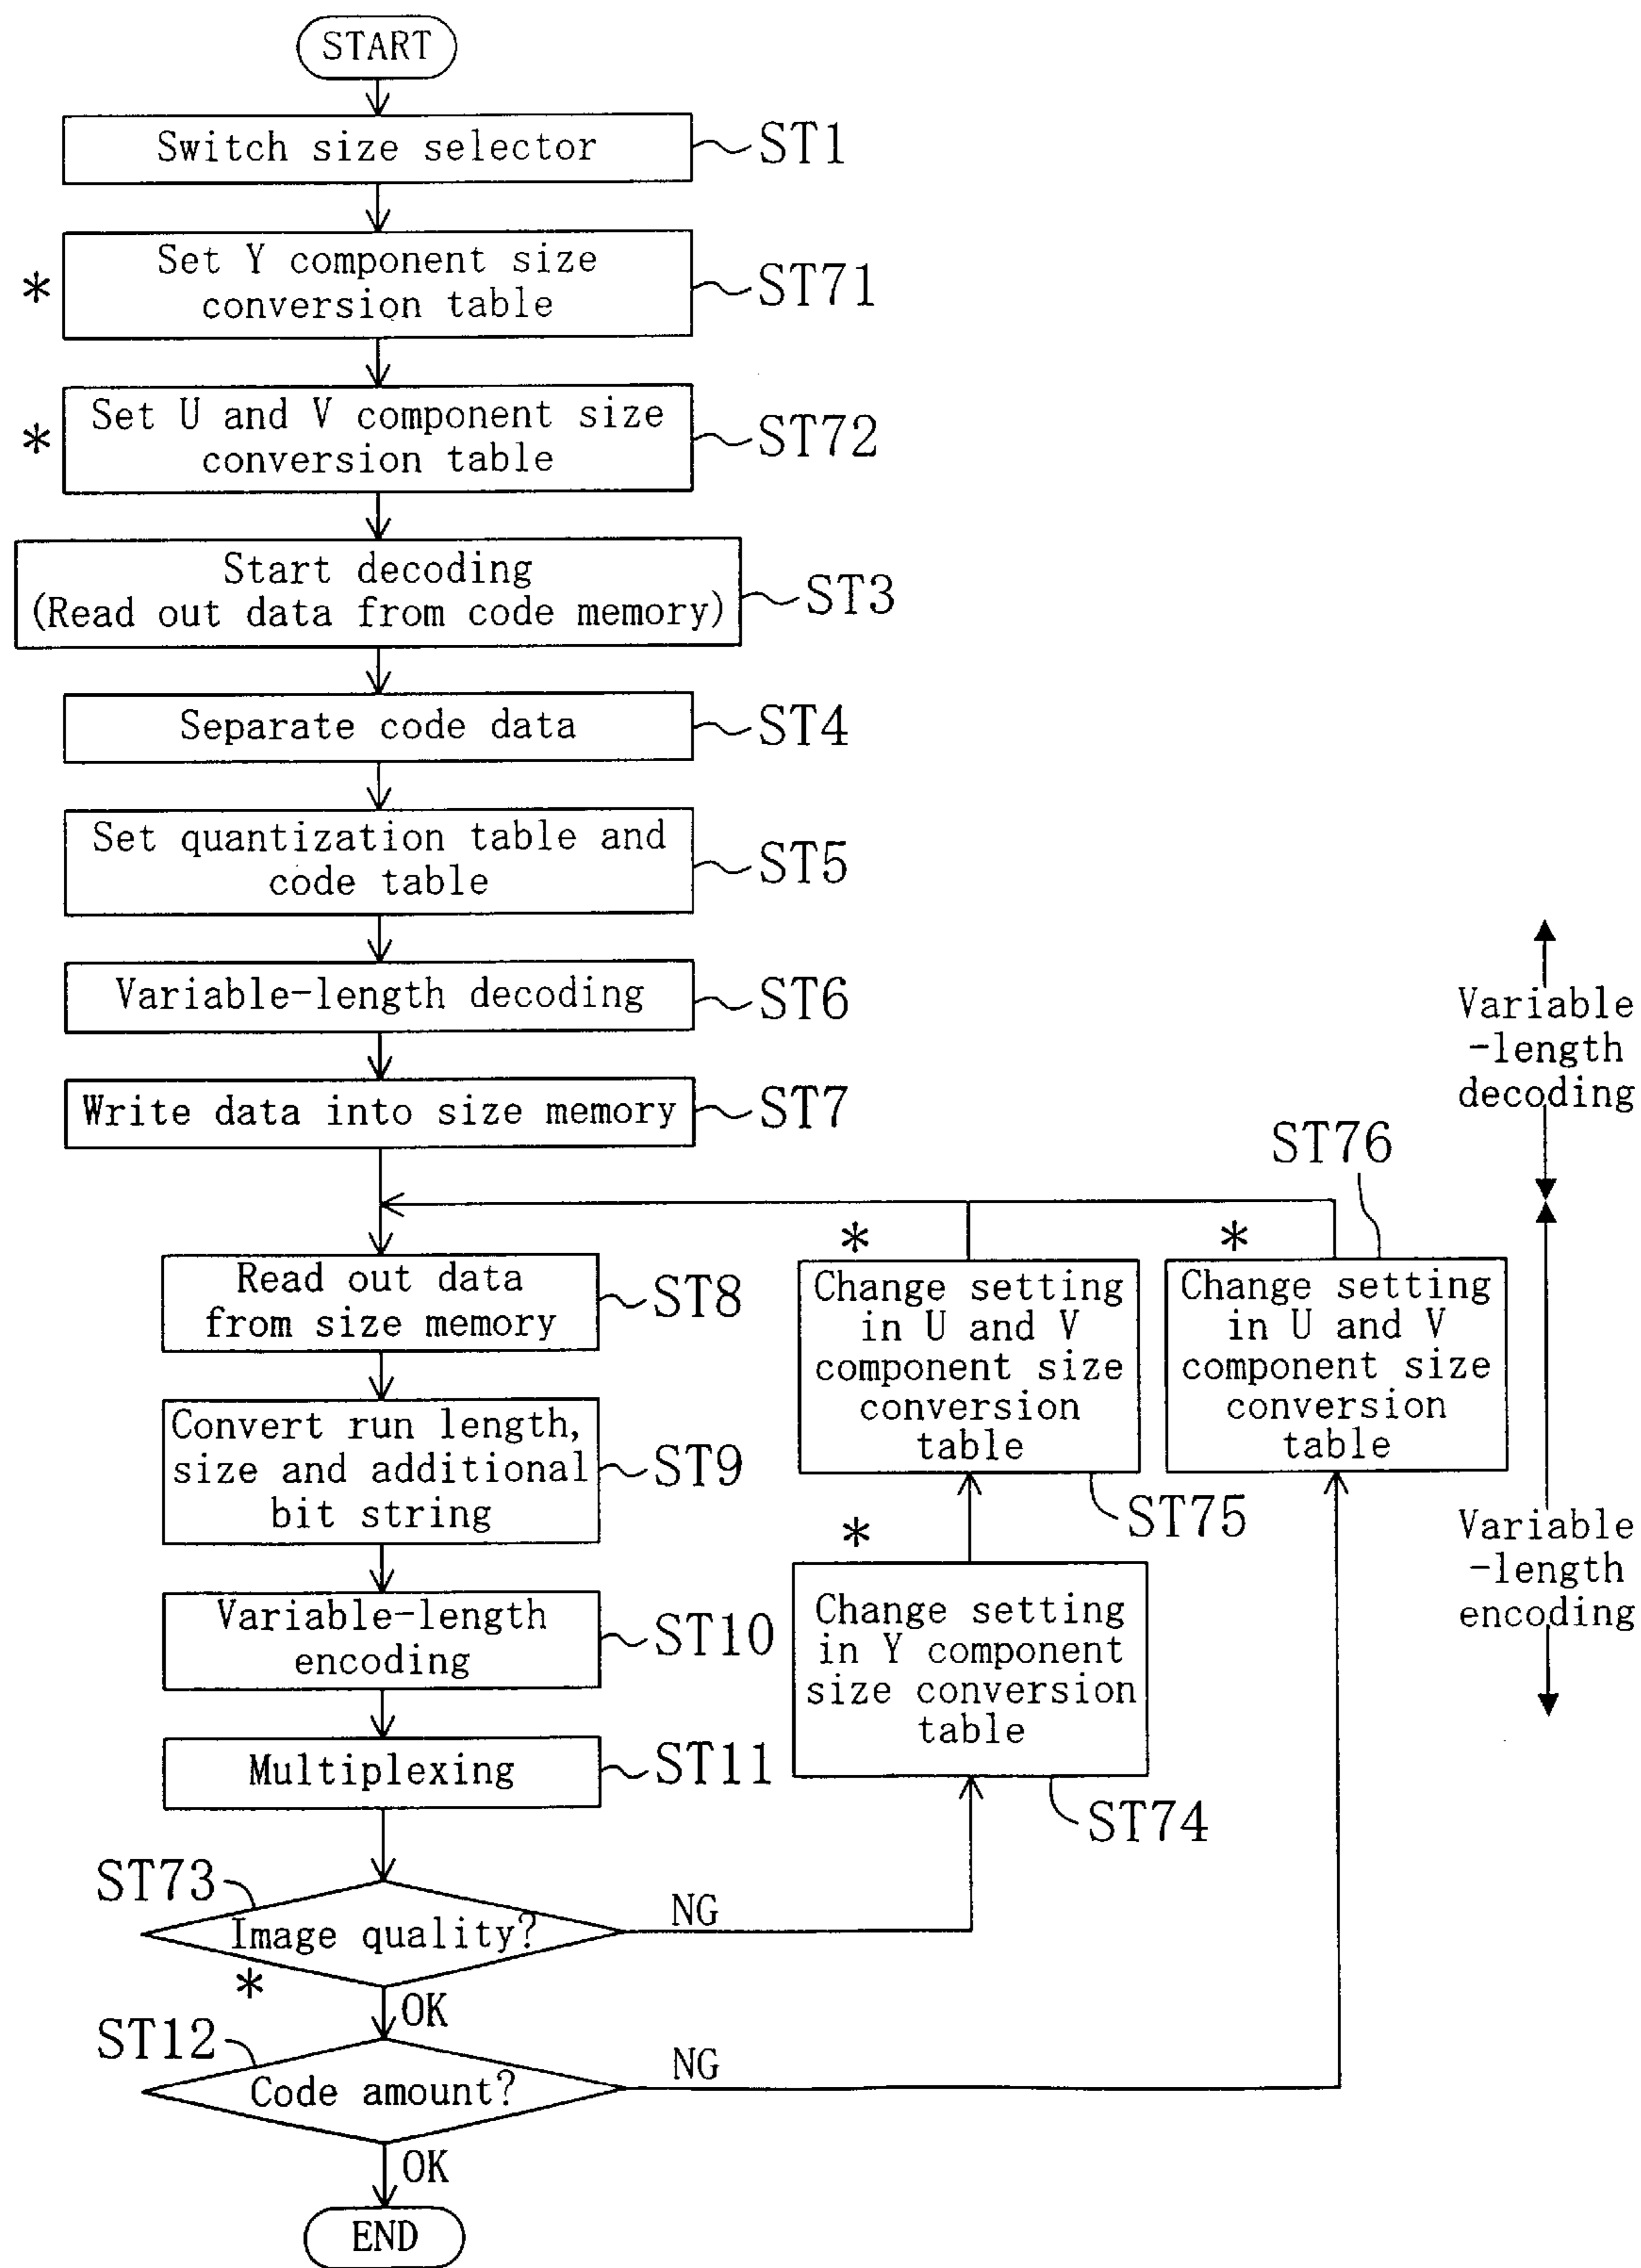 START
Switch size selector
ST1
*
Set Y component size
conversion table
ST71
*
Set U and V component size
conversion table
ST72
Start decoding
(Read out data from code memory)
ST3
Separate code data
ST4
Set quantization table and
code table
ST5
Variable-length decoding
ST6
Write data into size memory
ST7
Variable
-length
decoding
ST76
Read out data
from size memory
ST8
*
Change setting
in U and V
component size
conversion
table
ST75
*
Change setting
in U and V
component size
conversion
table
Convert run length,
size and additional
bit string
ST9
Variable
-length
encoding
*
Change setting
in Y component
size conversion
table
ST74
Variable-length
encoding
ST10
Multiplexing
ST11
ST73
Image quality?
*
NG
OK
ST12
Code amount?
NG
OK
END